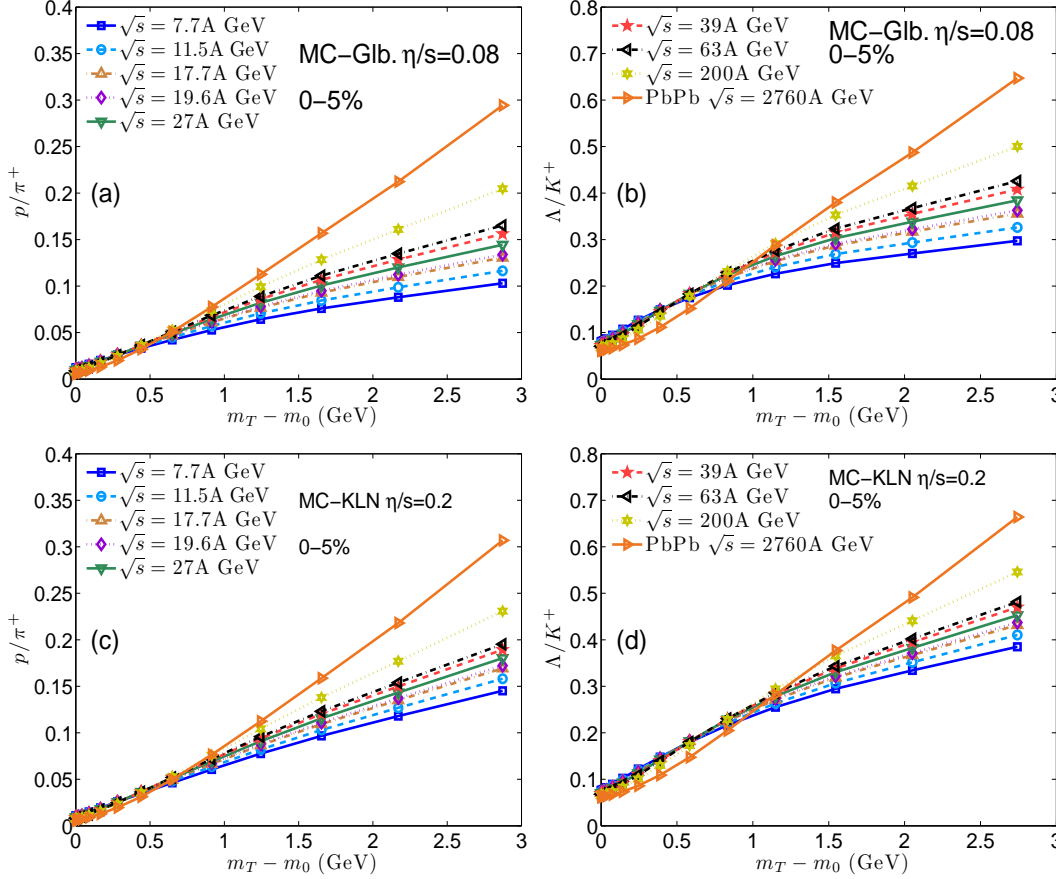 0.4
0.35
0.3
0.25
0.2
0.15
0.1
0.05
0
p/π⁺
√s = 7.7A GeV
√s = 11.5A GeV
√s = 17.7A GeV
√s = 19.6A GeV
√s = 27A GeV
MC−Glb. η/s=0.08
0−5%
(a)
0 0.5 1 1.5 2 2.5 3
m_T − m_0 (GeV)
0.8
0.7
0.6
0.5
0.4
0.3
0.2
0.1
0
Λ/K⁺
√s = 39A GeV
√s = 63A GeV
√s = 200A GeV
PbPb √s = 2760A GeV
MC−Glb. η/s=0.08
0−5%
(b)
0 0.5 1 1.5 2 2.5 3
m_T − m_0 (GeV)
0.4
0.35
0.3
0.25
0.2
0.15
0.1
0.05
0
p/π⁺
√s = 7.7A GeV
√s = 11.5A GeV
√s = 17.7A GeV
√s = 19.6A GeV
√s = 27A GeV
MC−KLN η/s=0.2
0−5%
(c)
0 0.5 1 1.5 2 2.5 3
m_T − m_0 (GeV)
0.8
0.7
0.6
0.5
0.4
0.3
0.2
0.1
0
Λ/K⁺
√s = 39A GeV
√s = 63A GeV
√s = 200A GeV
PbPb √s = 2760A GeV
MC−KLN η/s=0.2
0−5%
(d)
0 0.5 1 1.5 2 2.5 3
m_T − m_0 (GeV)